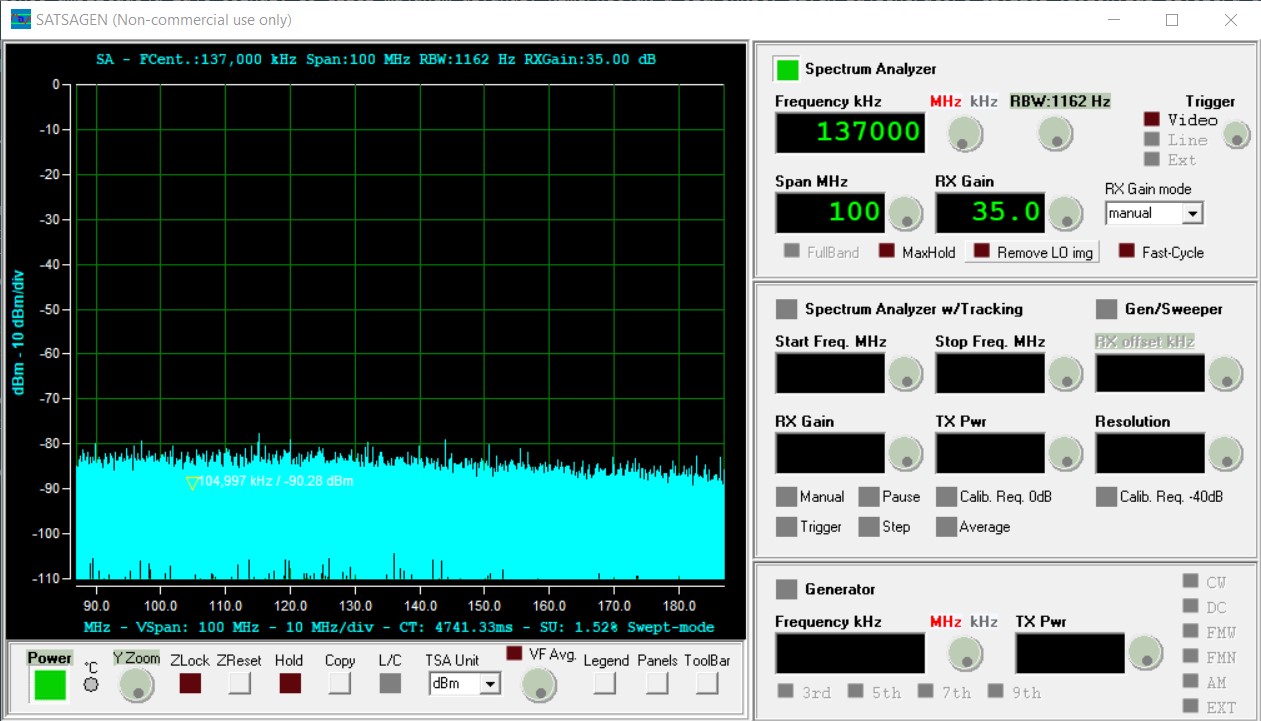 SATSAGEN (Non-commercial use only)
SA - FCent.:137,000 kHz Span:100 MHz RBW:1162 Hz RXGain:35.00 dB
0
-10
-20
-30
-40
-50
-60
-70
-80
-90
-100
-110
dBm - 10 dBm/div
104,997 kHz / -90.28 dBm
90.0 100.0 110.0 120.0 130.0 140.0 150.0 160.0 170.0 180.0
MHz - VSpan: 100 MHz - 10 MHz/div - CT: 4741.33ms - SU: 1.52% Swept-mode
Power °C Y Zoom ZLock ZReset Hold Copy L/C TSA Unit VF Avg. Legend Panels ToolBar
dBm
Spectrum Analyzer
Frequency kHz MHz kHz RBW:1162 Hz Trigger
137000
Video
Line
Ext
Span MHz RX Gain RX Gain mode
100 35.0 manual
FullBand MaxHold Remove LO img Fast-Cycle
Spectrum Analyzer w/Tracking Gen/Sweeper
Start Freq. MHz Stop Freq. MHz RX offset kHz
RX Gain TX Pwr Resolution
Manual Pause Calib. Req. 0dB Calib. Req. -40dB
Trigger Step Average
Generator
Frequency kHz MHz kHz TX Pwr
3rd 5th 7th 9th
CW
DC
FMW
FMN
AM
EXT